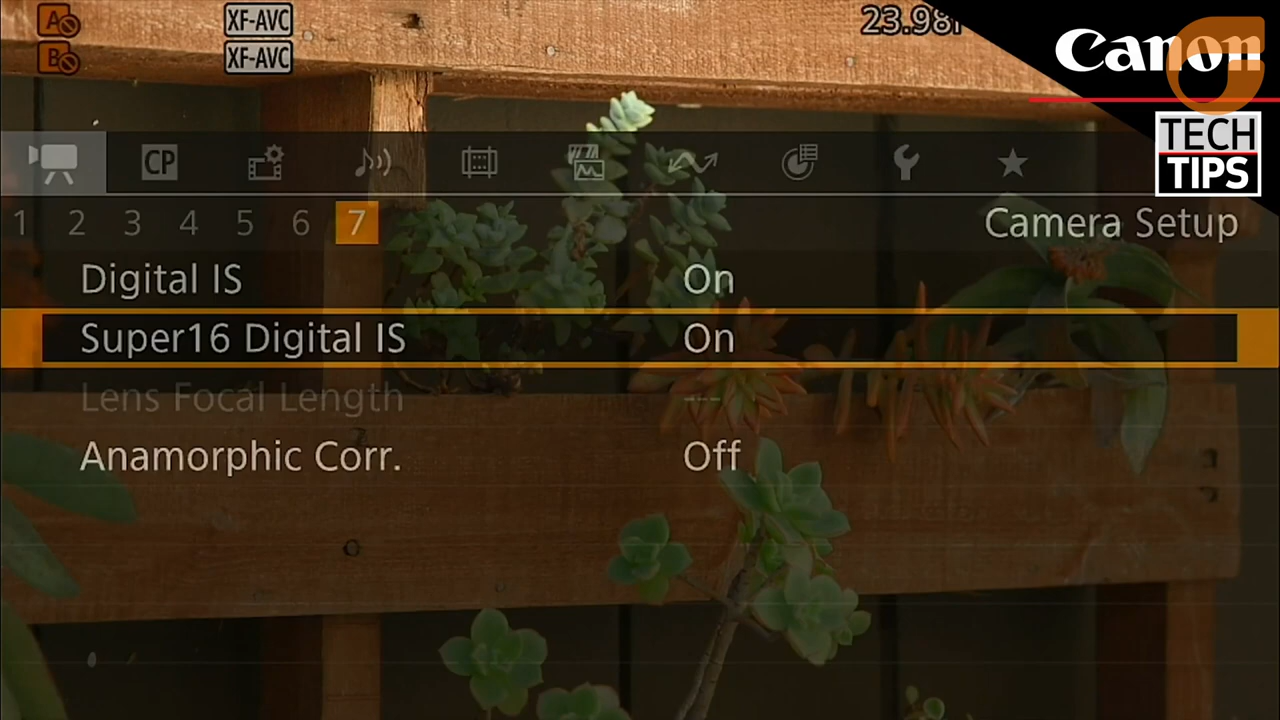 A
XF-AVC
23.98
Canon
B
XF-AVC
TECH
TIPS
CP
1 2 3 4 5 6 7
Camera Setup
Digital IS On
Super16 Digital IS On
Lens Focal Length ---
Anamorphic Corr. Off